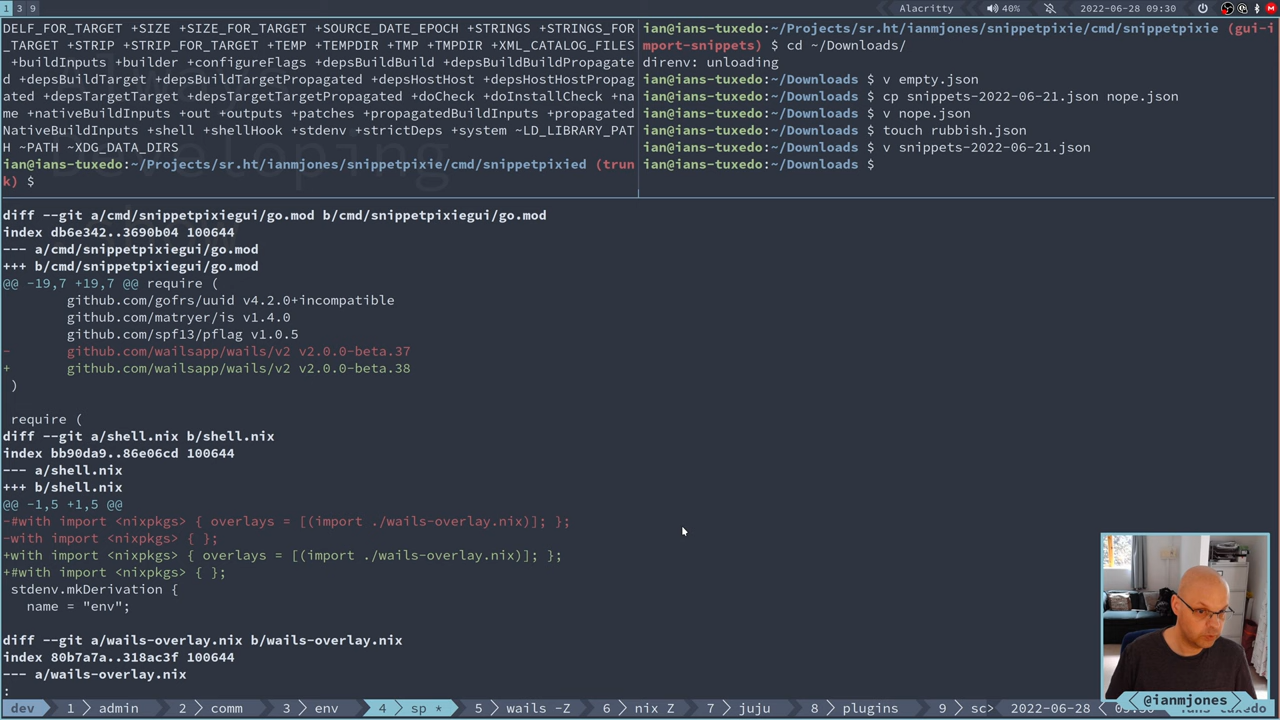 1 3 9
Alacritty
40%
2022-06-28 09:30
DELF_FOR_TARGET +SIZE +SIZE_FOR_TARGET +SOURCE_DATE_EPOCH +STRINGS +STRINGS_FOR
_TARGET +STRIP +STRIP_FOR_TARGET +TEMP +TEMPDIR +TMP +TMPDIR +XML_CATALOG_FILES
+buildInputs +builder +configureFlags +depsBuildBuild +depsBuildBuildPropagate
d +depsBuildTarget +depsBuildTargetPropagated +depsHostHost +depsHostHostPropag
ated +depsTargetTarget +depsTargetTargetPropagated +doCheck +doInstallCheck +na
me +nativeBuildInputs +out +outputs +patches +propagatedBuildInputs +propagated
NativeBuildInputs +shell +shellHook +stdenv +strictDeps +system ~LD_LIBRARY_PAT
H ~PATH ~XDG_DATA_DIRS
ian@ians-tuxedo:~/Projects/sr.ht/ianmjones/snippetpixie/cmd/snippetpixied (trun
k) $
ian@ians-tuxedo:~/Projects/sr.ht/ianmjones/snippetpixie/cmd/snippetpixie (gui-i
mport-snippets) $ cd ~/Downloads/
direnv: unloading
ian@ians-tuxedo:~/Downloads $ v empty.json
ian@ians-tuxedo:~/Downloads $ cp snippets-2022-06-21.json nope.json
ian@ians-tuxedo:~/Downloads $ v nope.json
ian@ians-tuxedo:~/Downloads $ touch rubbish.json
ian@ians-tuxedo:~/Downloads $ v snippets-2022-06-21.json
ian@ians-tuxedo:~/Downloads $
diff --git a/cmd/snippetpixiegui/go.mod b/cmd/snippetpixiegui/go.mod
index db6e342..3690b04 100644
--- a/cmd/snippetpixiegui/go.mod
+++ b/cmd/snippetpixiegui/go.mod
@@ -19,7 +19,7 @@ require (
github.com/gofrs/uuid v4.2.0+incompatible
github.com/matryer/is v1.4.0
github.com/spf13/pflag v1.0.5
- github.com/wailsapp/wails/v2 v2.0.0-beta.37
+ github.com/wailsapp/wails/v2 v2.0.0-beta.38
)
require (
diff --git a/shell.nix b/shell.nix
index bb90da9..86e06cd 100644
--- a/shell.nix
+++ b/shell.nix
@@ -1,5 +1,5 @@
-#with import <nixpkgs> { overlays = [(import ./wails-overlay.nix)]; };
-with import <nixpkgs> { };
+with import <nixpkgs> { overlays = [(import ./wails-overlay.nix)]; };
+#with import <nixpkgs> { };
stdenv.mkDerivation {
name = "env";
diff --git a/wails-overlay.nix b/wails-overlay.nix
index 80b7a7a..318ac3f 100644
--- a/wails-overlay.nix
:
@ianmjones
dev 1 admin 2 comm 3 env 4 sp * 5 wails -Z 6 nix Z 7 juju 8 plugins 9 sc> 2022-06-28